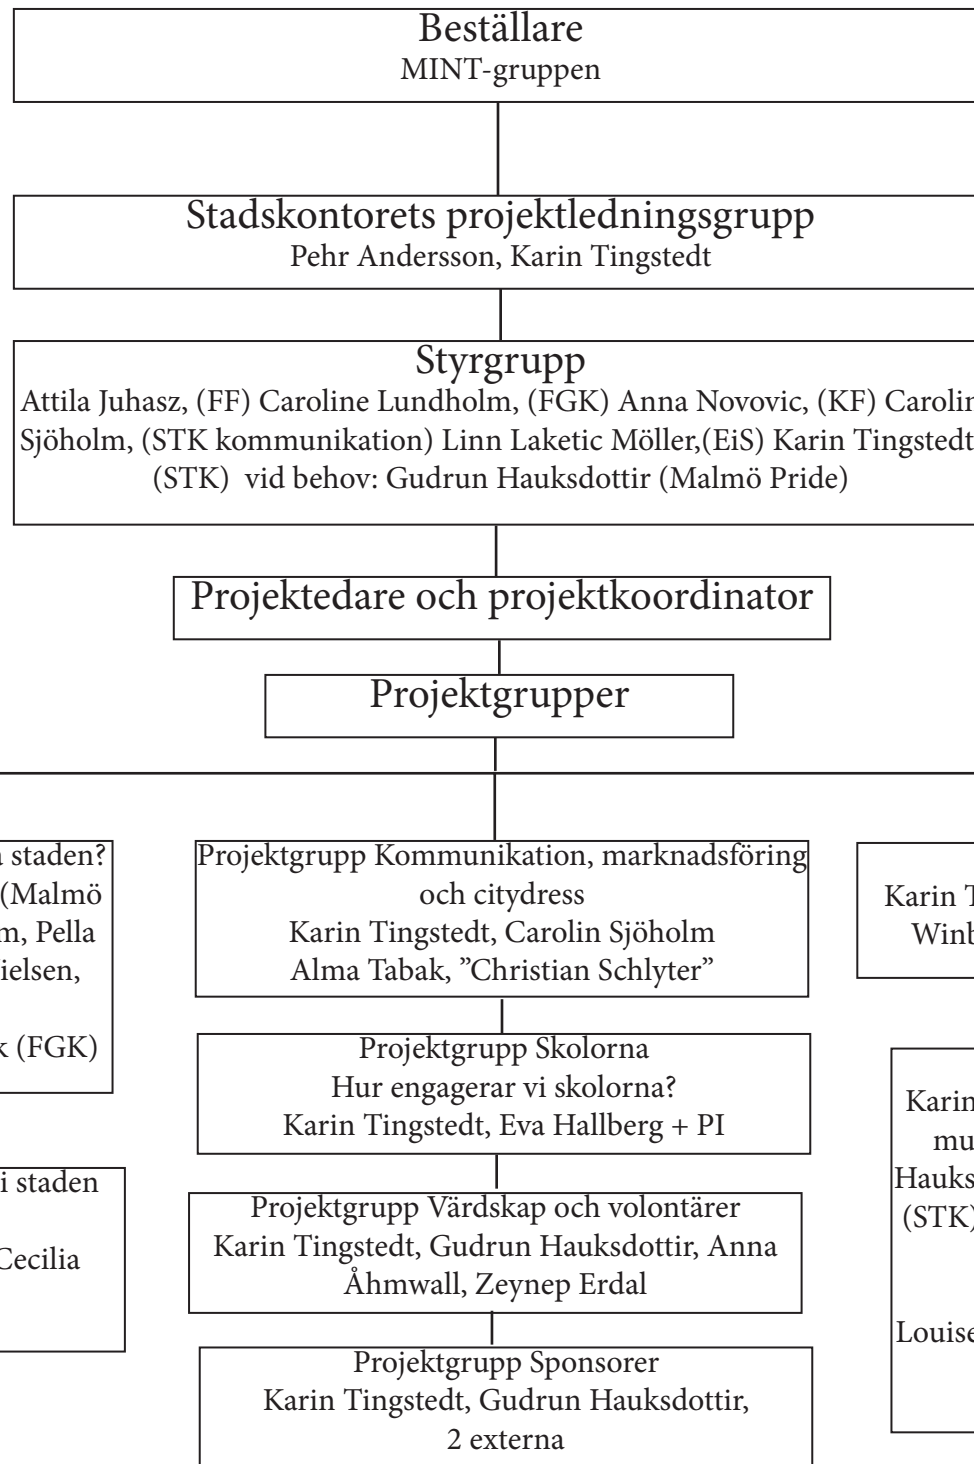 Beställare
MINT-gruppen
Stadskontorets projektledningsgrupp
Pehr Andersson, Karin Tingstedt
Styrgrupp
Attila Juhasz, (FF) Caroline Lundholm, (FGK) Anna Novovic, (KF) Carolin
Sjöholm, (STK kommunikation) Linn Laketic Möller,(EiS) Karin Tingstedt
(STK) vid behov: Gudrun Hauksdottir (Malmö Pride)
Projektedare och projektkoordinator
Projektgrupper
staden?
(Malmö
m, Pella
ielsen,
k (FGK)
i staden
Cecilia
Projektgrupp Kommunikation, marknadsföring
och citydress
Karin Tingstedt, Carolin Sjöholm
Alma Tabak, ”Christian Schlyter”
Projektgrupp Skolorna
Hur engagerar vi skolorna?
Karin Tingstedt, Eva Hallberg + PI
Projektgrupp Värdskap och volontärer
Karin Tingstedt, Gudrun Hauksdottir, Anna
Åhmwall, Zeynep Erdal
Projektgrupp Sponsorer
Karin Tingstedt, Gudrun Hauksdottir,
2 externa
Karin T
Winb
Karin
mu
Hauks
(STK)
Louise